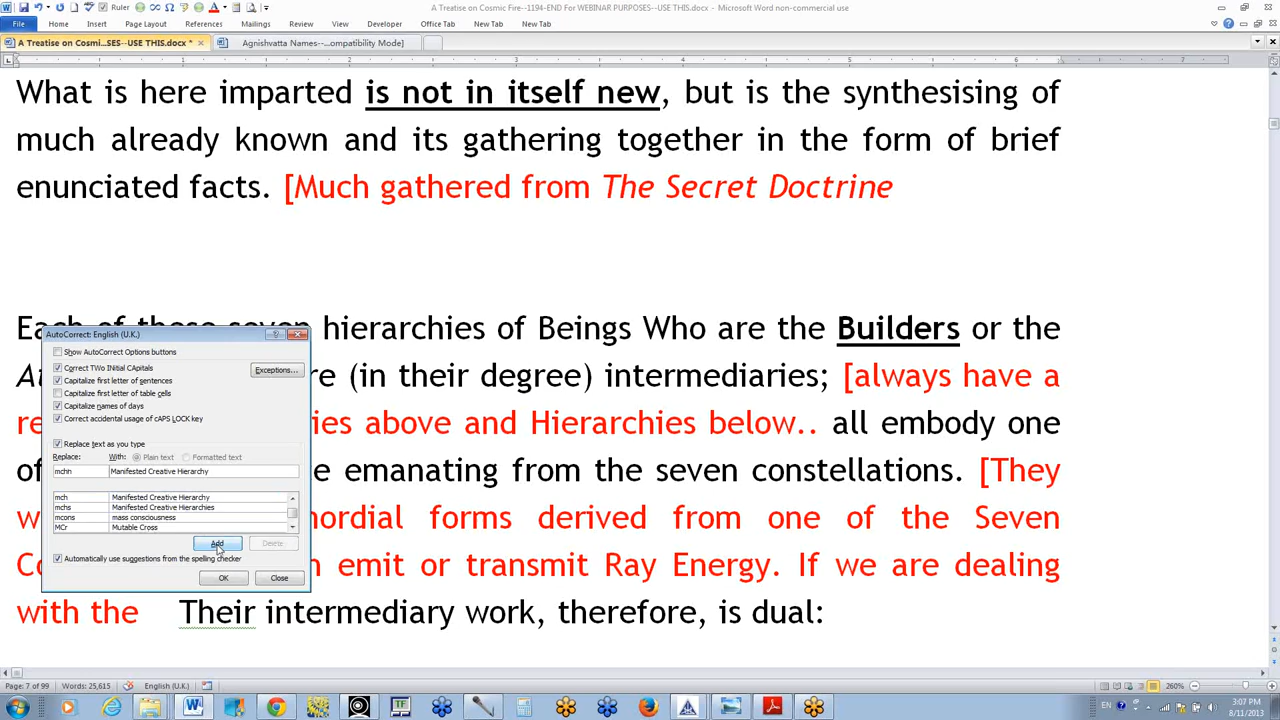 Ruler
A Treatise on Cosmic Fire--1194-END For WEBINAR PURPOSES--USE THIS.docx - Microsoft Word non-commercial use
File Home Insert Page Layout References Mailings Review View Developer Office Tab New Tab New Tab
A Treatise on Cosmic....SES--USE THIS.docx * Agnishvatta Names--...ompatibility Mode]
1 2 3 4 5 6 7
What is here imparted is not in itself new, but is the synthesising of
much already known and its gathering together in the form of brief
enunciated facts. [Much gathered from The Secret Doctrine
hierarchies of Beings Who are the Builders or the
re (in their degree) intermediaries; [always have a
ies above and Hierarchies below.. all embody one
e emanating from the seven constellations. [They
mordial forms derived from one of the Seven
n emit or transmit Ray Energy. If we are dealing
with the Their intermediary work, therefore, is dual:
AutoCorrect: English (U.K.)
Show AutoCorrect Options buttons
Correct TWo INitial CApitals
Exceptions...
Capitalize first letter of sentences
Capitalize first letter of table cells
Capitalize names of days
Correct accidental usage of cAPS LOCK key
Replace text as you type
Replace: With: Plain text Formatted text
mchn Manifested Creative Hierarchy
mch Manifested Creative Hierarchy
mchs Manifested Creative Hierarchies
mcons mass consciousness
MCr Mutable Cross
Add Delete
Automatically use suggestions from the spelling checker
OK Close
Page: 7 of 99 Words: 25,615 English (U.K.) 260%
EN 3:07 PM
8/11/2013